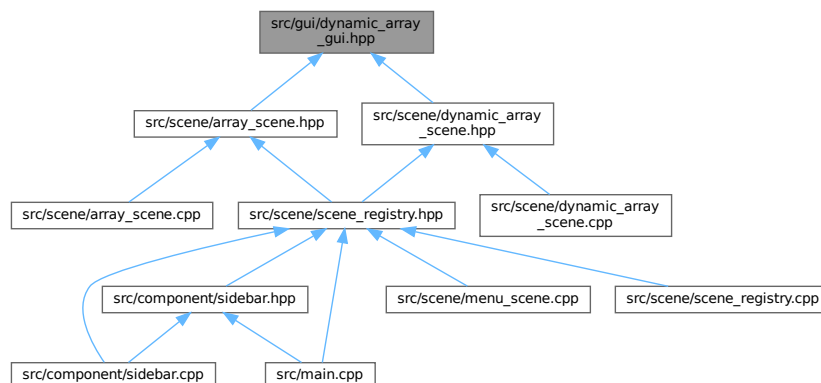 src/gui/dynamic_array
_gui.hpp
src/scene/array_scene.hpp
src/scene/dynamic_array
_scene.hpp
src/scene/array_scene.cpp
src/scene/scene_registry.hpp
src/scene/dynamic_array
_scene.cpp
src/component/sidebar.hpp
src/scene/menu_scene.cpp
src/scene/scene_registry.cpp
src/component/sidebar.cpp
src/main.cpp